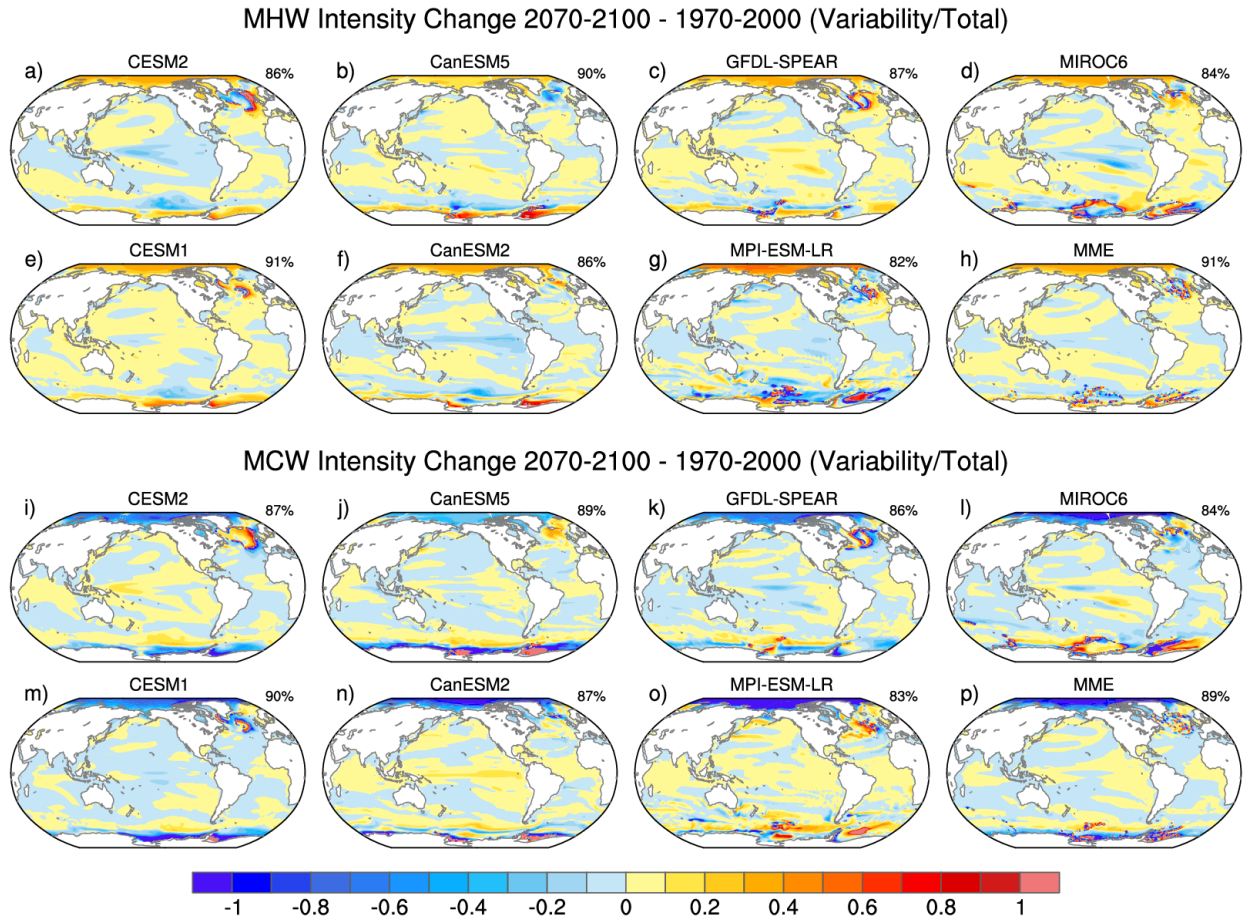 MHW Intensity Change 2070-2100 - 1970-2000 (Variability/Total)
a) CESM2 86% b) CanESM5 90% c) GFDL-SPEAR 87% d) MIROC6 84%
e) CESM1 91% f) CanESM2 86% g) MPI-ESM-LR 82% h) MME 91%
MCW Intensity Change 2070-2100 - 1970-2000 (Variability/Total)
i) CESM2 87% j) CanESM5 89% k) GFDL-SPEAR 86% l) MIROC6 84%
m) CESM1 90% n) CanESM2 87% o) MPI-ESM-LR 83% p) MME 89%
-1 -0.8 -0.6 -0.4 -0.2 0 0.2 0.4 0.6 0.8 1